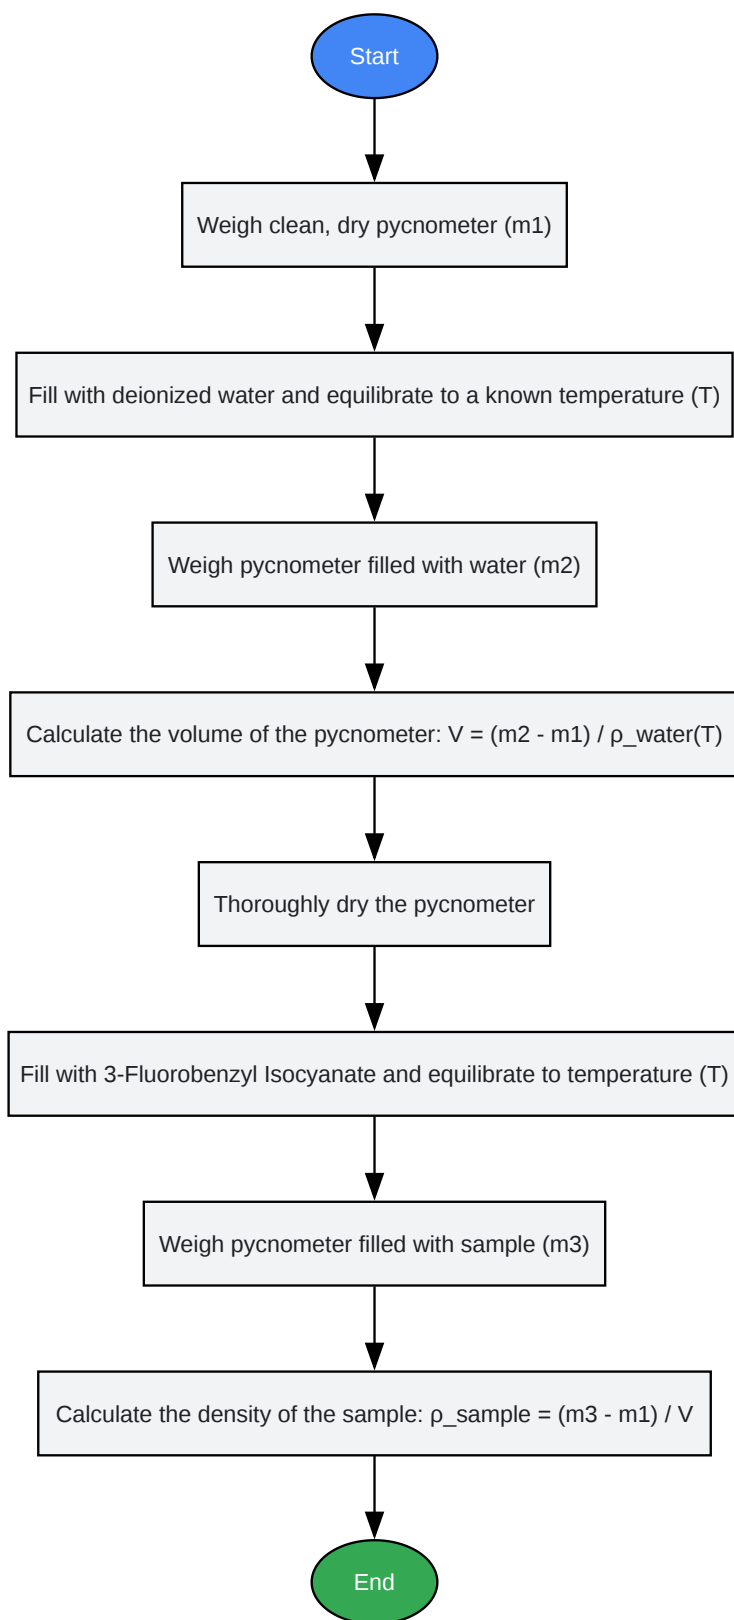 Start
Weigh clean, dry pycnometer (m1)
Fill with deionized water and equilibrate to a known temperature (T)
Weigh pycnometer filled with water (m2)
Calculate the volume of the pycnometer: V = (m2 - m1) / ρ_water(T)
Thoroughly dry the pycnometer
Fill with 3-Fluorobenzyl Isocyanate and equilibrate to temperature (T)
Weigh pycnometer filled with sample (m3)
Calculate the density of the sample: ρ_sample = (m3 - m1) / V
End